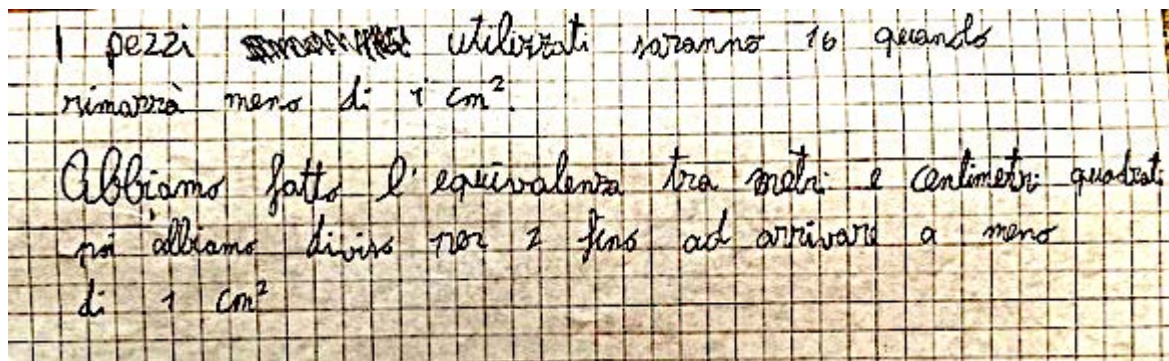 I pezzi utilizzati saranno 16 quando
rimarrà meno di 1 cm².
Abbiamo fatto l'equivalenza tra metri e centimetri quadrati
poi abbiamo diviso per 2 fino ad arrivare a meno
di 1 cm²